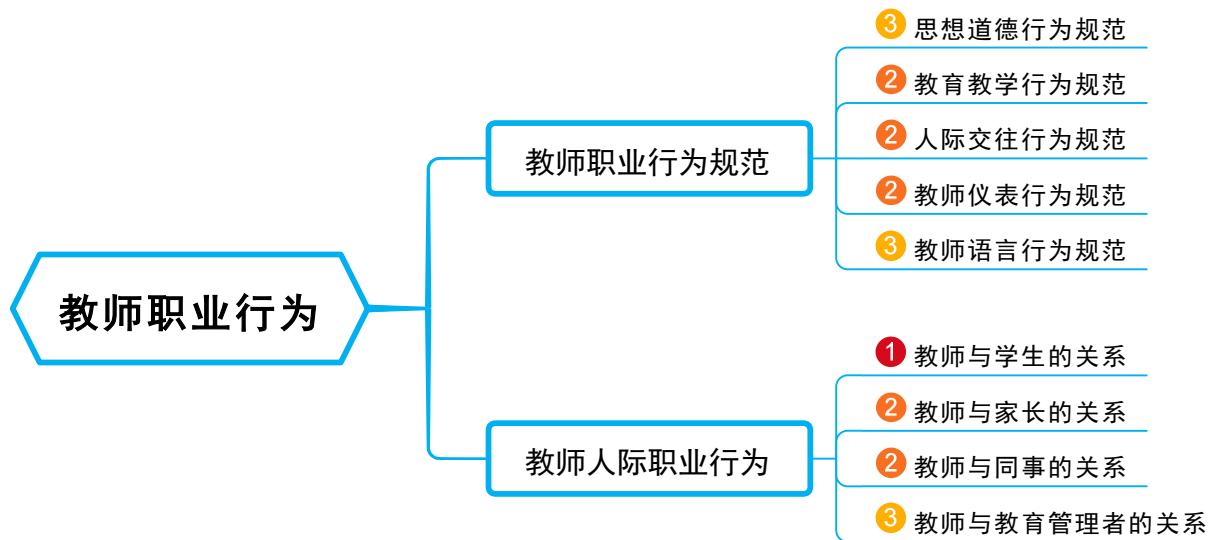 教师职业行为
教师职业行为规范
3 思想道德行为规范
2 教育教学行为规范
2 人际交往行为规范
2 教师仪表行为规范
3 教师语言行为规范
教师人际职业行为
1 教师与学生的关系
2 教师与家长的关系
2 教师与同事的关系
3 教师与教育管理者的关系